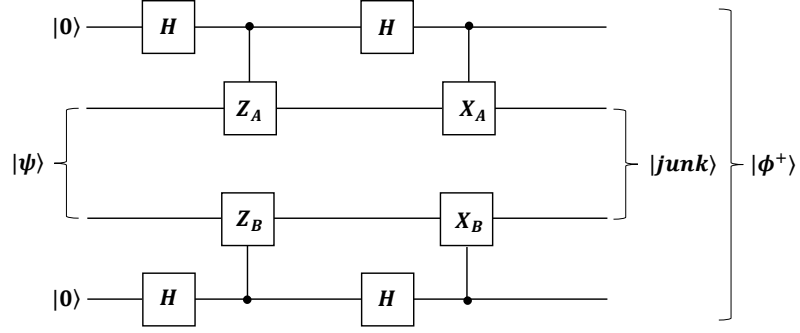 |0⟩ H H
Z_A X_A
|ψ⟩ |junk⟩ |ϕ⁺⟩
Z_B X_B
|0⟩ H H